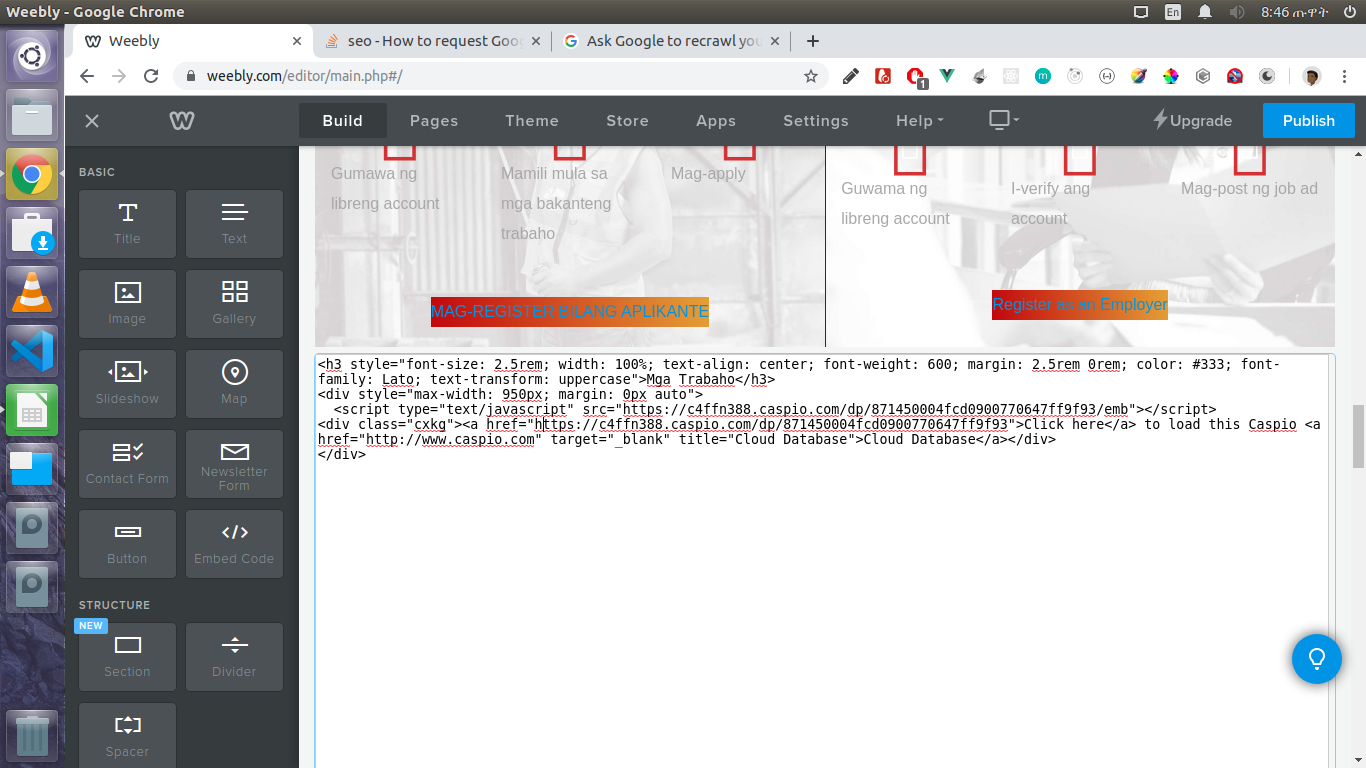 Weebly - Google Chrome
En
8:46 ጡዋት
Weebly
seo - How to request Goo
Ask Google to recrawl you
weebly.com/editor/main.php#/
1
Build
Pages
Theme
Store
Apps
Settings
Help
Upgrade
Publish
BASIC
Title
Text
Image
Gallery
Slideshow
Map
Contact Form
Newsletter
Form
Button
Embed Code
STRUCTURE
NEW
Section
Divider
Spacer
Gumawa ng
libreng account
Mamili mula sa
mga bakanteng
trabaho
Mag-apply
MAG-REGISTER BILANG APLIKANTE
Guwama ng
libreng account
I-verify ang
account
Mag-post ng job ad
Register as an Employer
<h3 style="font-size: 2.5rem; width: 100%; text-align: center; font-weight: 600; margin: 2.5rem 0rem; color: #333; font-
family: Lato; text-transform: uppercase">Mga Trabaho</h3>
<div style="max-width: 950px; margin: 0px auto">
<script type="text/javascript" src="https://c4ffn388.caspio.com/dp/871450004fcd0900770647ff9f93/emb"></script>
<div class="cxkg"><a href="https://c4ffn388.caspio.com/dp/871450004fcd0900770647ff9f93">Click here</a> to load this Caspio <a
href="http://www.caspio.com" target="_blank" title="Cloud Database">Cloud Database</a></div>
</div>